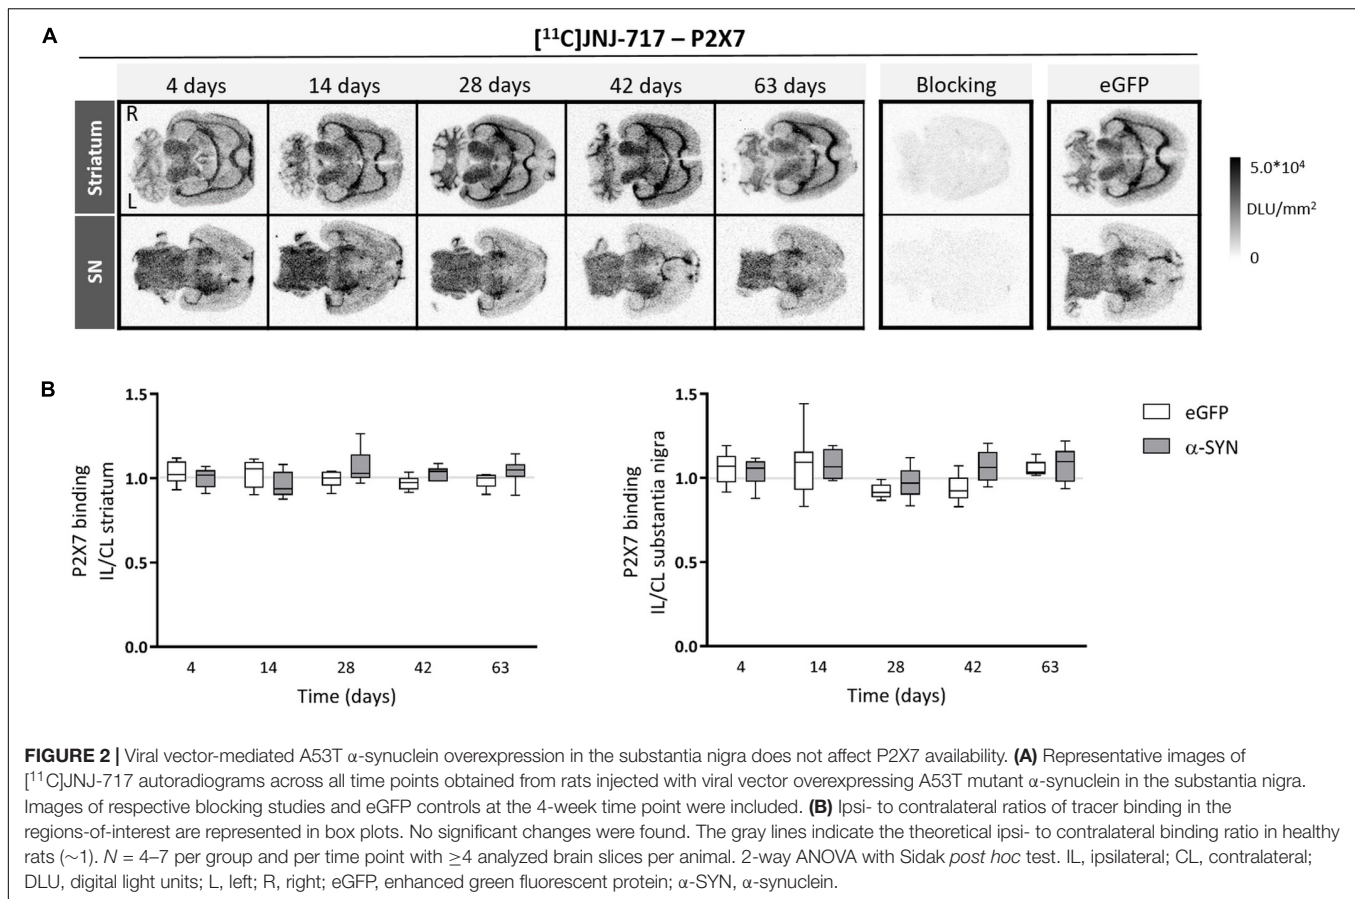 A
[¹¹C]JNJ-717 – P2X7
4 days 14 days 28 days 42 days 63 days Blocking eGFP
Striatum
R
L
SN
5.0*10⁴
DLU/mm²
0
B
1.5
1.0
0.5
0.0
P2X7 binding
IL/CL striatum
4 14 28 42 63
Time (days)
1.5
1.0
0.5
0.0
P2X7 binding
IL/CL substantia nigra
4 14 28 42 63
Time (days)
eGFP
α-SYN
FIGURE 2 | Viral vector-mediated A53T α-synuclein overexpression in the substantia nigra does not affect P2X7 availability. (A) Representative images of
[¹¹C]JNJ-717 autoradiograms across all time points obtained from rats injected with viral vector overexpressing A53T mutant α-synuclein in the substantia nigra.
Images of respective blocking studies and eGFP controls at the 4-week time point were included. (B) Ipsi- to contralateral ratios of tracer binding in the
regions-of-interest are represented in box plots. No significant changes were found. The gray lines indicate the theoretical ipsi- to contralateral binding ratio in healthy
rats (∼1). N = 4–7 per group and per time point with ≥4 analyzed brain slices per animal. 2-way ANOVA with Sidak post hoc test. IL, ipsilateral; CL, contralateral;
DLU, digital light units; L, left; R, right; eGFP, enhanced green fluorescent protein; α-SYN, α-synuclein.